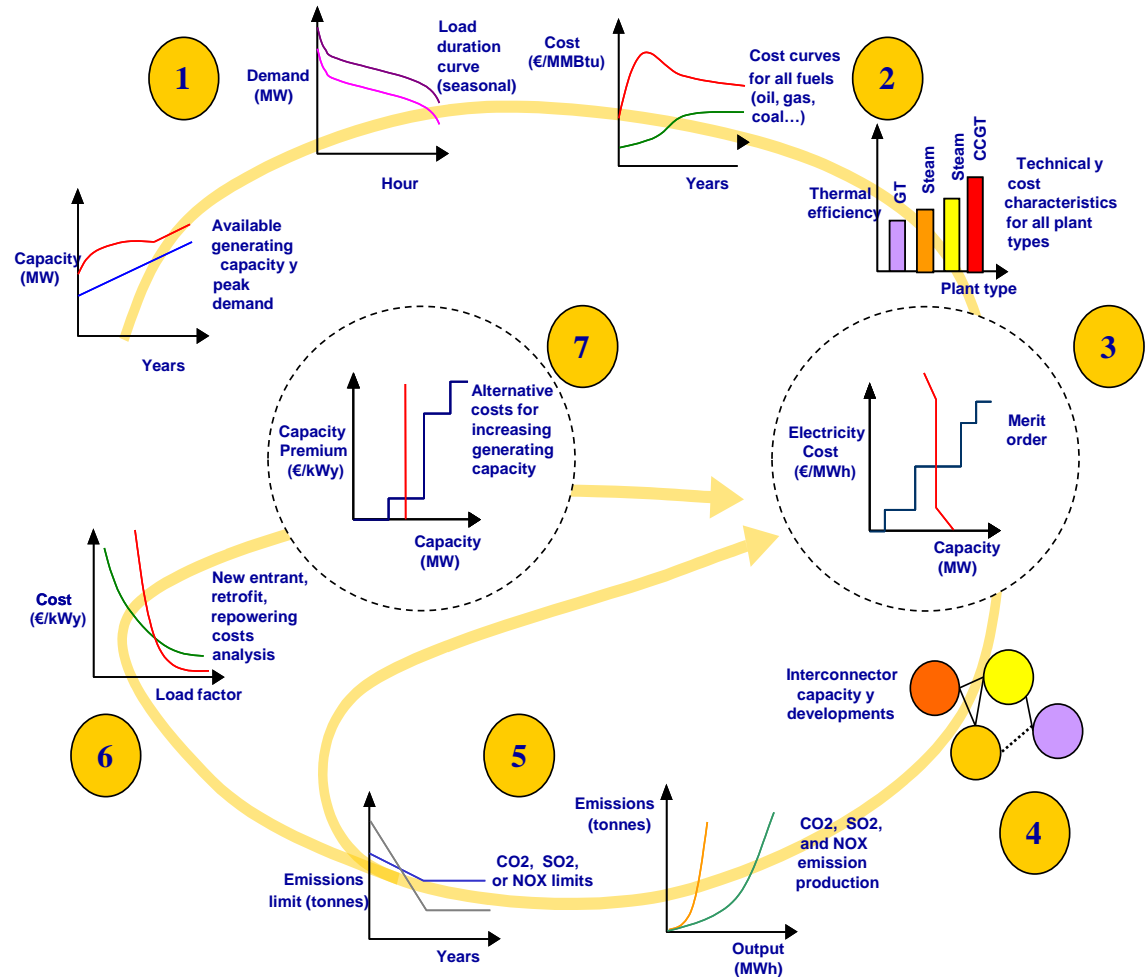 1
Demand
(MW)
Load
duration
curve
(seasonal)
Hour
Cost
(€/MMBtu)
Cost curves
for all fuels
(oil, gas,
coal…)
Years
2
Thermal
efficiency
GT
Steam
Steam
CCGT
Technical y
cost
characteristics
for all plant
types
Plant type
Capacity
(MW)
Available
generating
capacity y
peak
demand
Years
7
Capacity
Premium
(€/kWy)
Alternative
costs for
increasing
generating
capacity
Capacity
(MW)
3
Electricity
Cost
(€/MWh)
Merit
order
Capacity
(MW)
Cost
(€/kWy)
New entrant,
retrofit,
repowering
costs
analysis
Load factor
6
5
Interconnector
capacity y
developments
4
Emissions
limit (tonnes)
CO2, SO2,
or NOX limits
Years
Emissions
(tonnes)
CO2, SO2,
and NOX
emission
production
Output
(MWh)